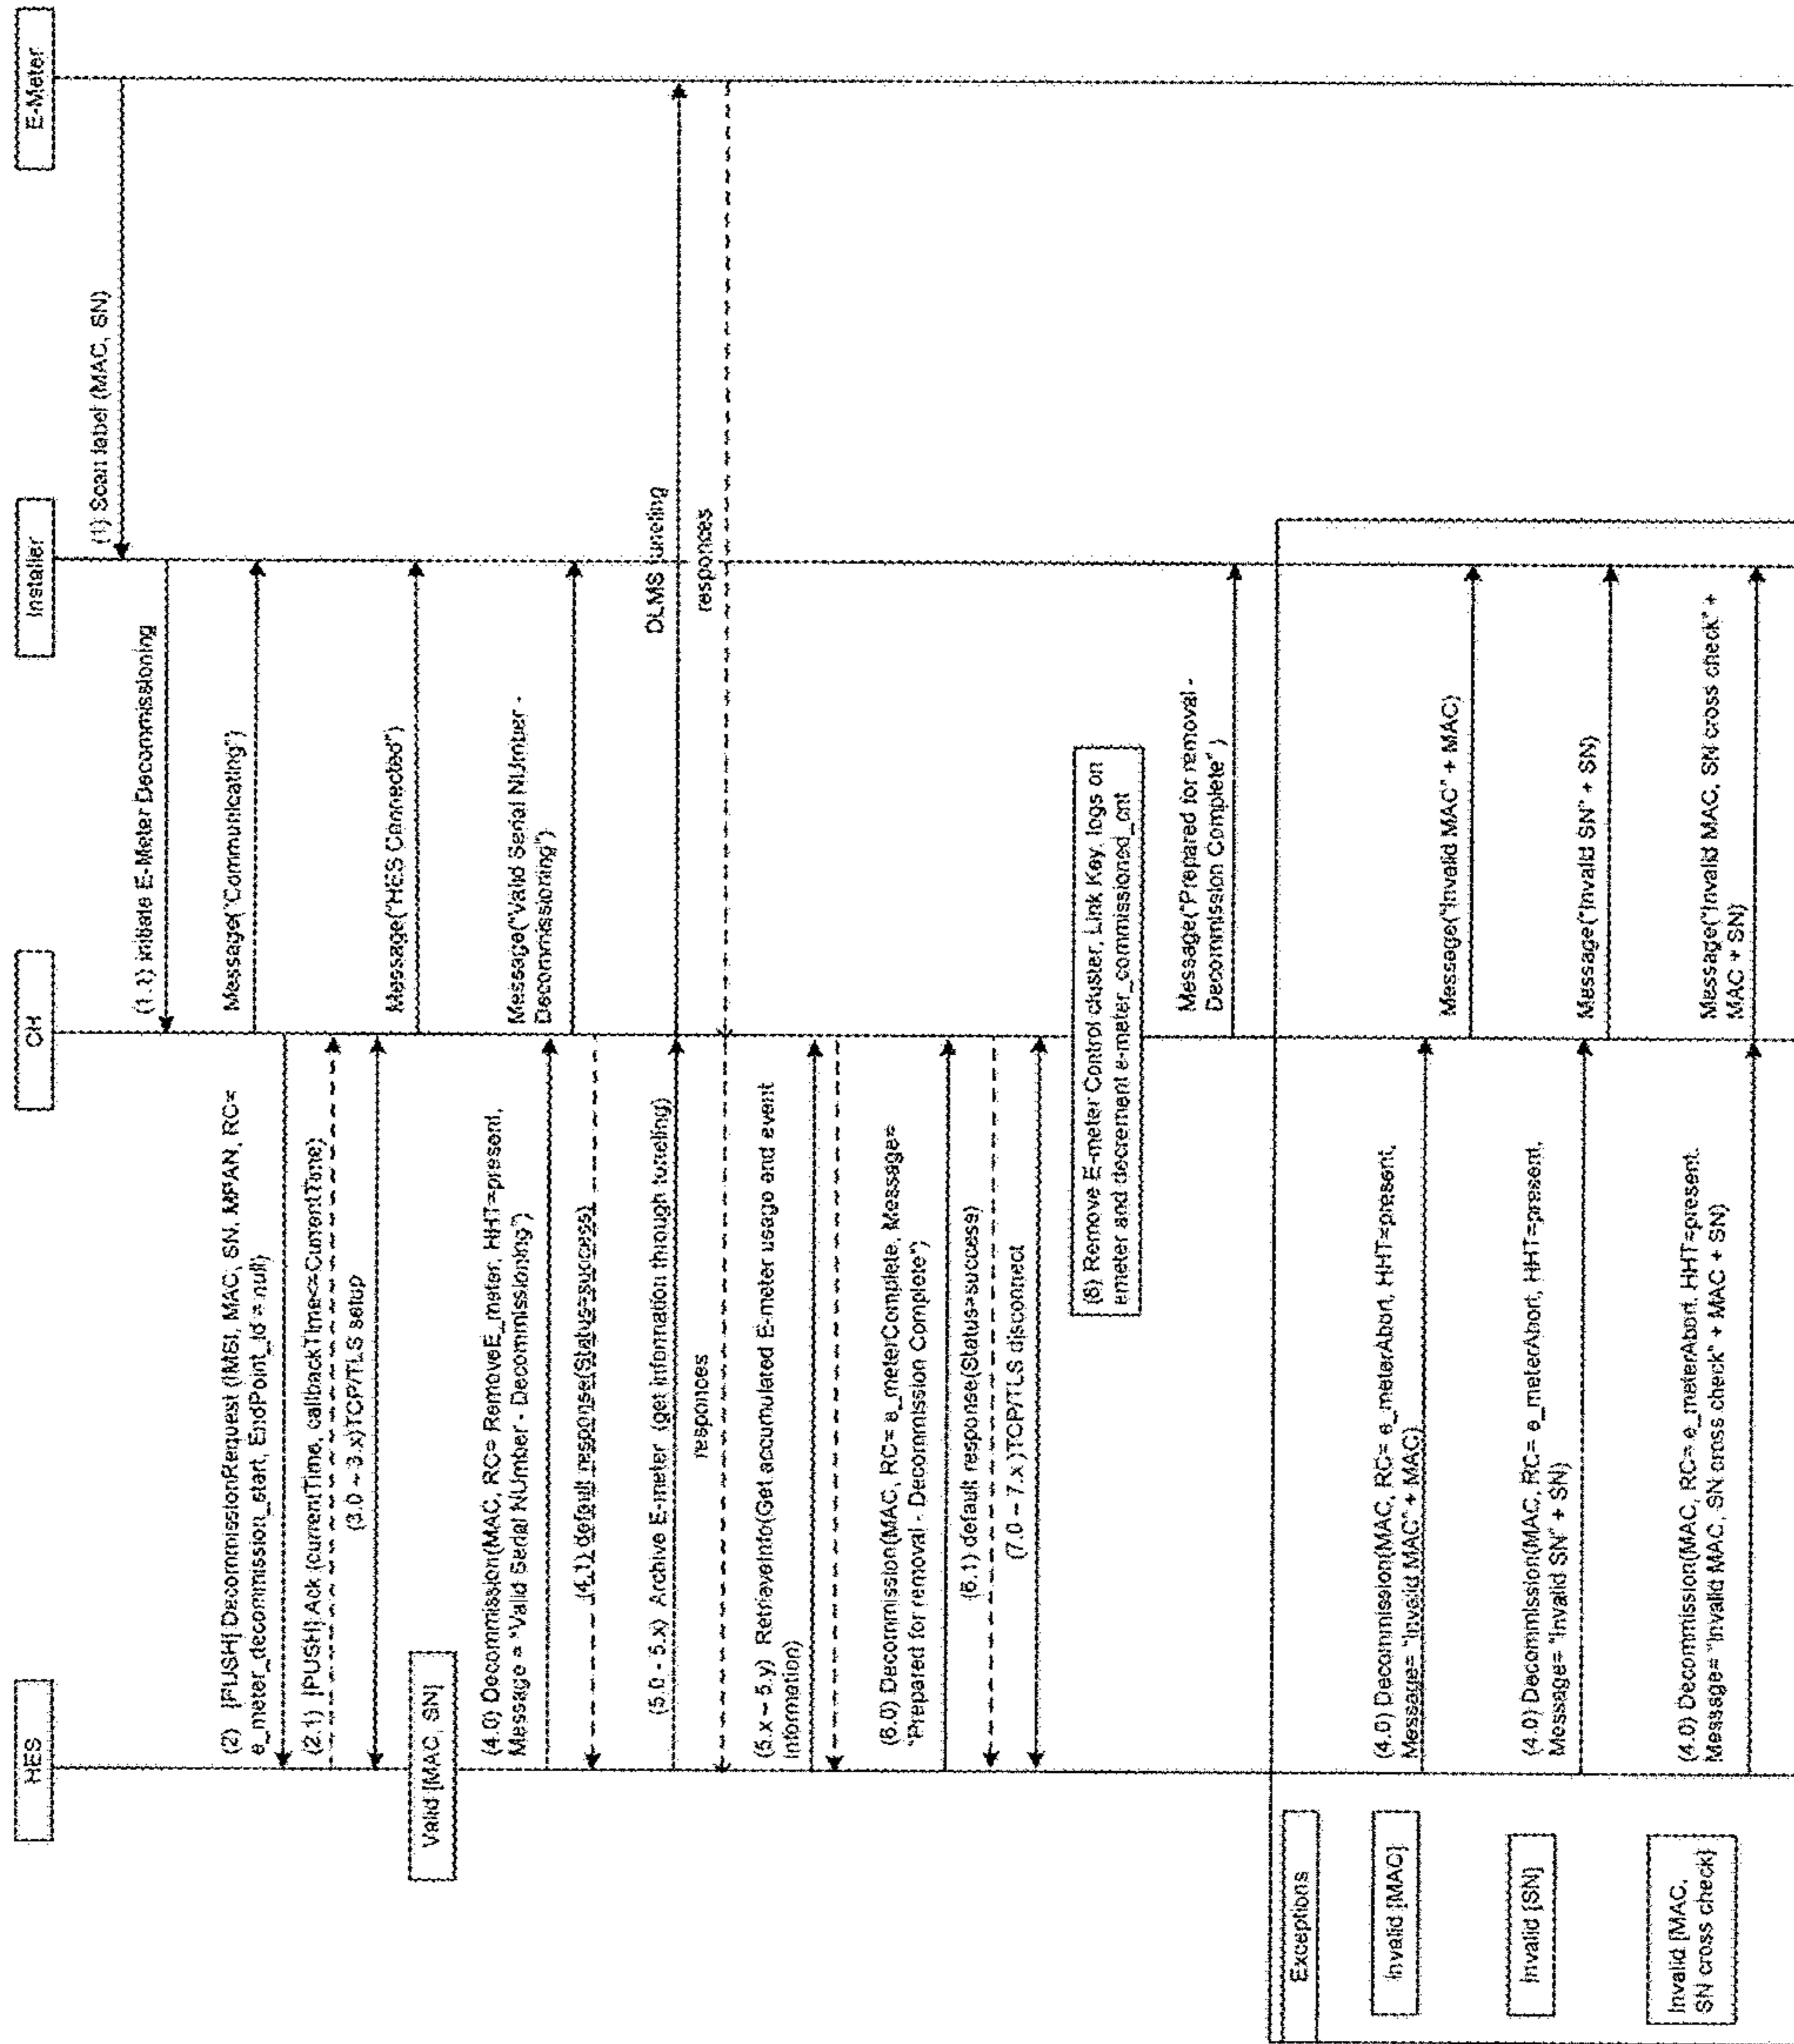 HES
CH
Installer
E-Meter
(1) Scan label (MAC, SN)
(1.1) Initiate E-Meter Decommissioning
Message("Communicating")
(2) [PUSH] DecommissionRequest (IMSI, MAC, SN, MPAN, RC=
e_meter_decommission_start, EndPoint_Id = null)
(2.1) [PUSH] Ack (currentTime, callbackTime<=CurrentTime)
(3.0 ~ 3.x)TCP/TLS setup
Message("HES Connected")
Valid [MAC, SN]
(4.0) Decommission(MAC, RC= RemoveE_meter, HHT=present,
Message = "Valid Serial NUmber - Decommissioning")
Message("Valid Serial NUmber -
Decommissioning")
(4.1) default response(Status=success)
(5.0 - 5.x) Archive E-meter (get information through tuneling)
DLMS tuneling
responces
responces
(5.x ~ 5.y) RetrieveInfo(Get accumulated E-meter usage and event
Information)
(6.0) Decommission(MAC, RC= e_meterComplete, Message=
"Prepared for removal - Decommission Complete")
(6.1) default response(Status=success)
(7.0 ~ 7.x)TCP/TLS disconnect
(8) Remove E-meter Control cluster, Link Key, logs on
emeter and decrement e-meter_commissioned_cnt
Message("Prepared for removal -
Decommission Complete")
Exceptions
Invalid [MAC]
(4.0) Decommission(MAC, RC= e_meterAbort, HHT=present,
Message= "Invalid MAC" + MAC)
Message("Invalid MAC" + MAC)
Invalid [SN]
(4.0) Decommission(MAC, RC= e_meterAbort, HHT=present,
Message= "Invalid SN" + SN)
Message("Invalid SN" + SN)
Invalid [MAC,
SN cross check]
(4.0) Decommission(MAC, RC= e_meterAbort, HHT=present,
Message= "Invalid MAC, SN cross check" + MAC + SN)
Message("Invalid MAC, SN cross check" +
MAC + SN)